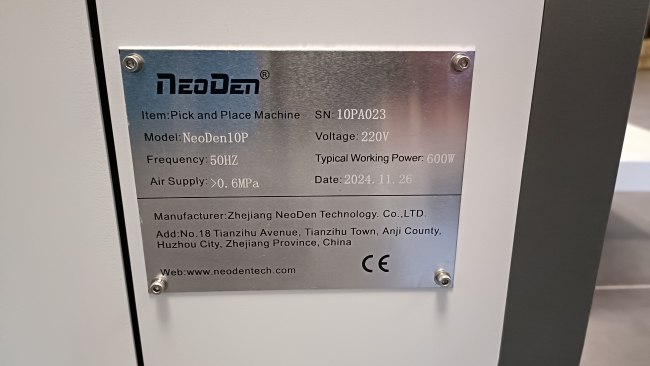 NEODEN®
Item:Pick and Place Machine SN: 10PA023
Model: NeoDen10P Voltage: 220V
Frequency: 50HZ Typical Working Power: 600W
Air Supply: >0.6MPa Date: 2024.11.26
Manufacturer:Zhejiang NeoDen Technology. Co.,LTD.
Add:No.18 Tianzihu Avenue, Tianzihu Town, Anji County,
Huzhou City, Zhejiang Province, China
Web:www.neodentech.com CE